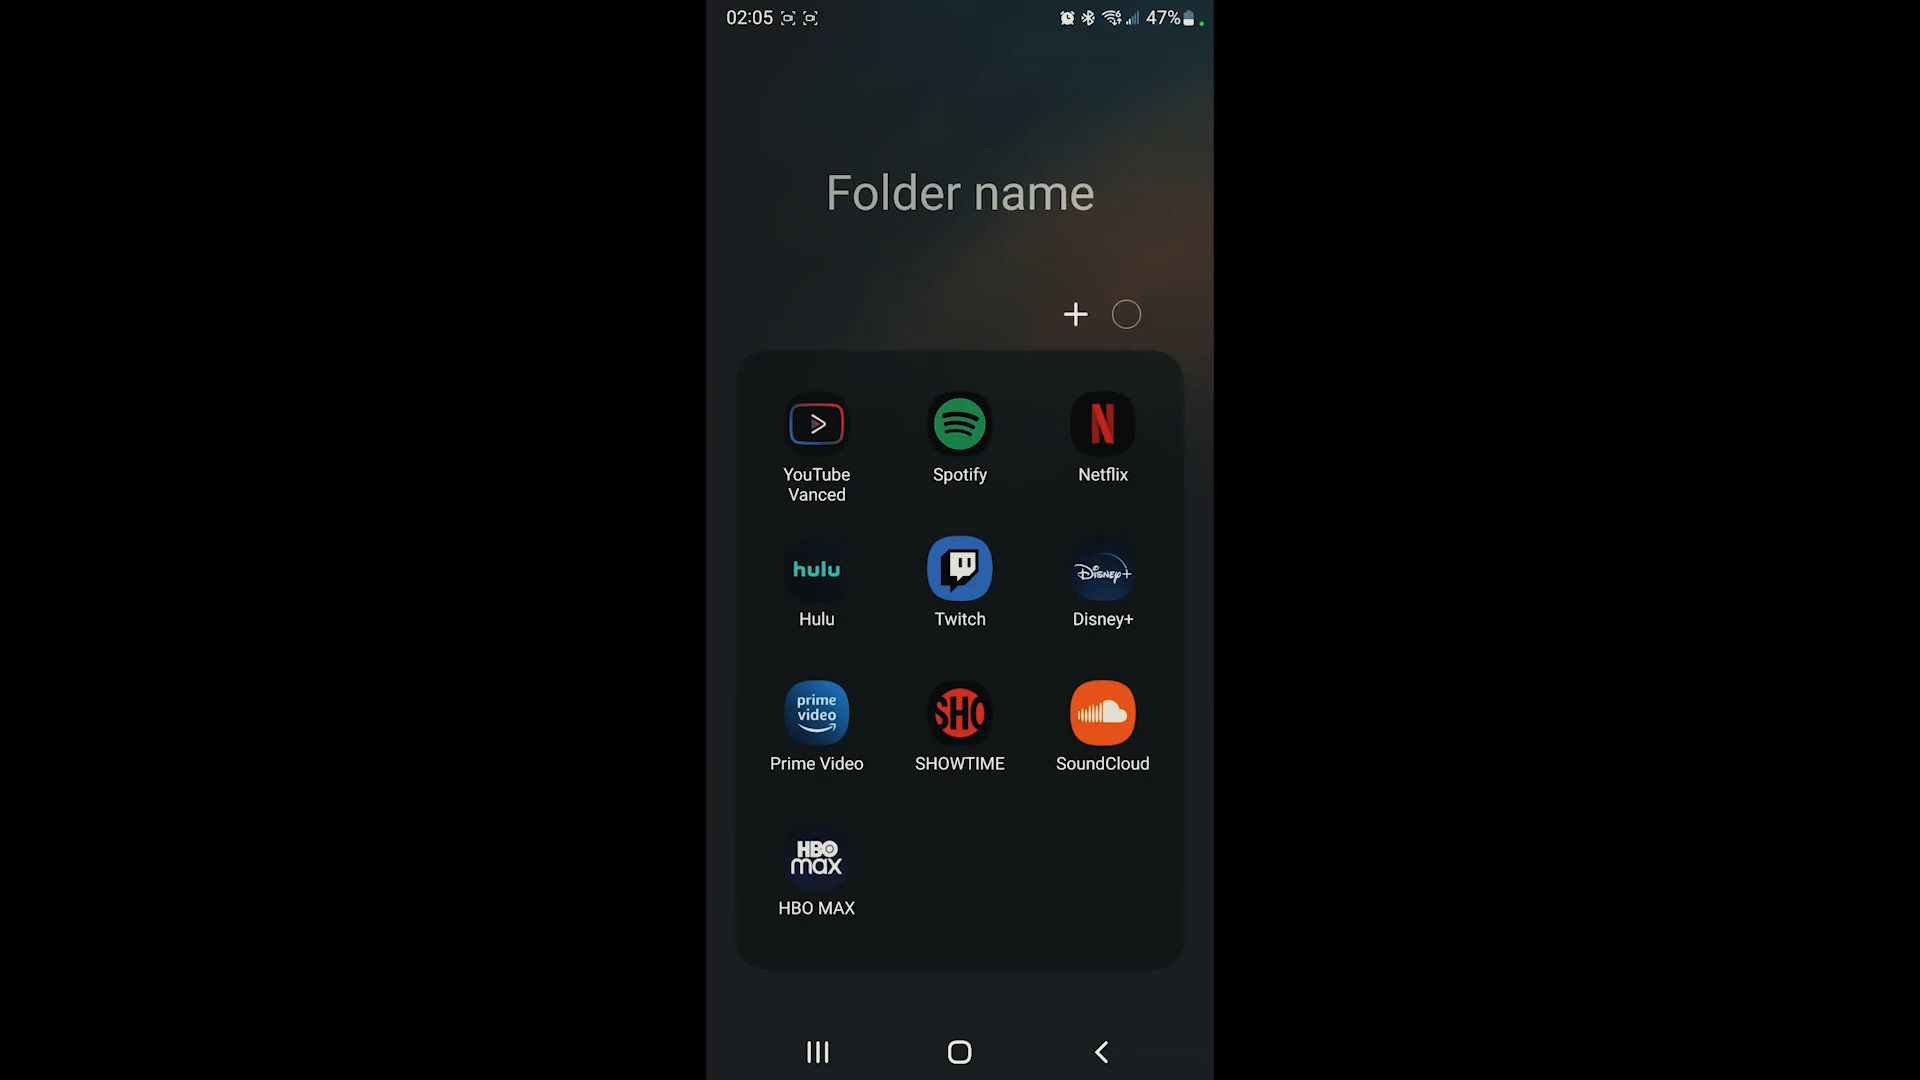 02:05 47%
Folder name
YouTube Vanced
Spotify
Netflix
hulu
Hulu
Twitch
Disney+
Disney+
prime video
Prime Video
SHO
SHOWTIME
SoundCloud
HBO max
HBO MAX